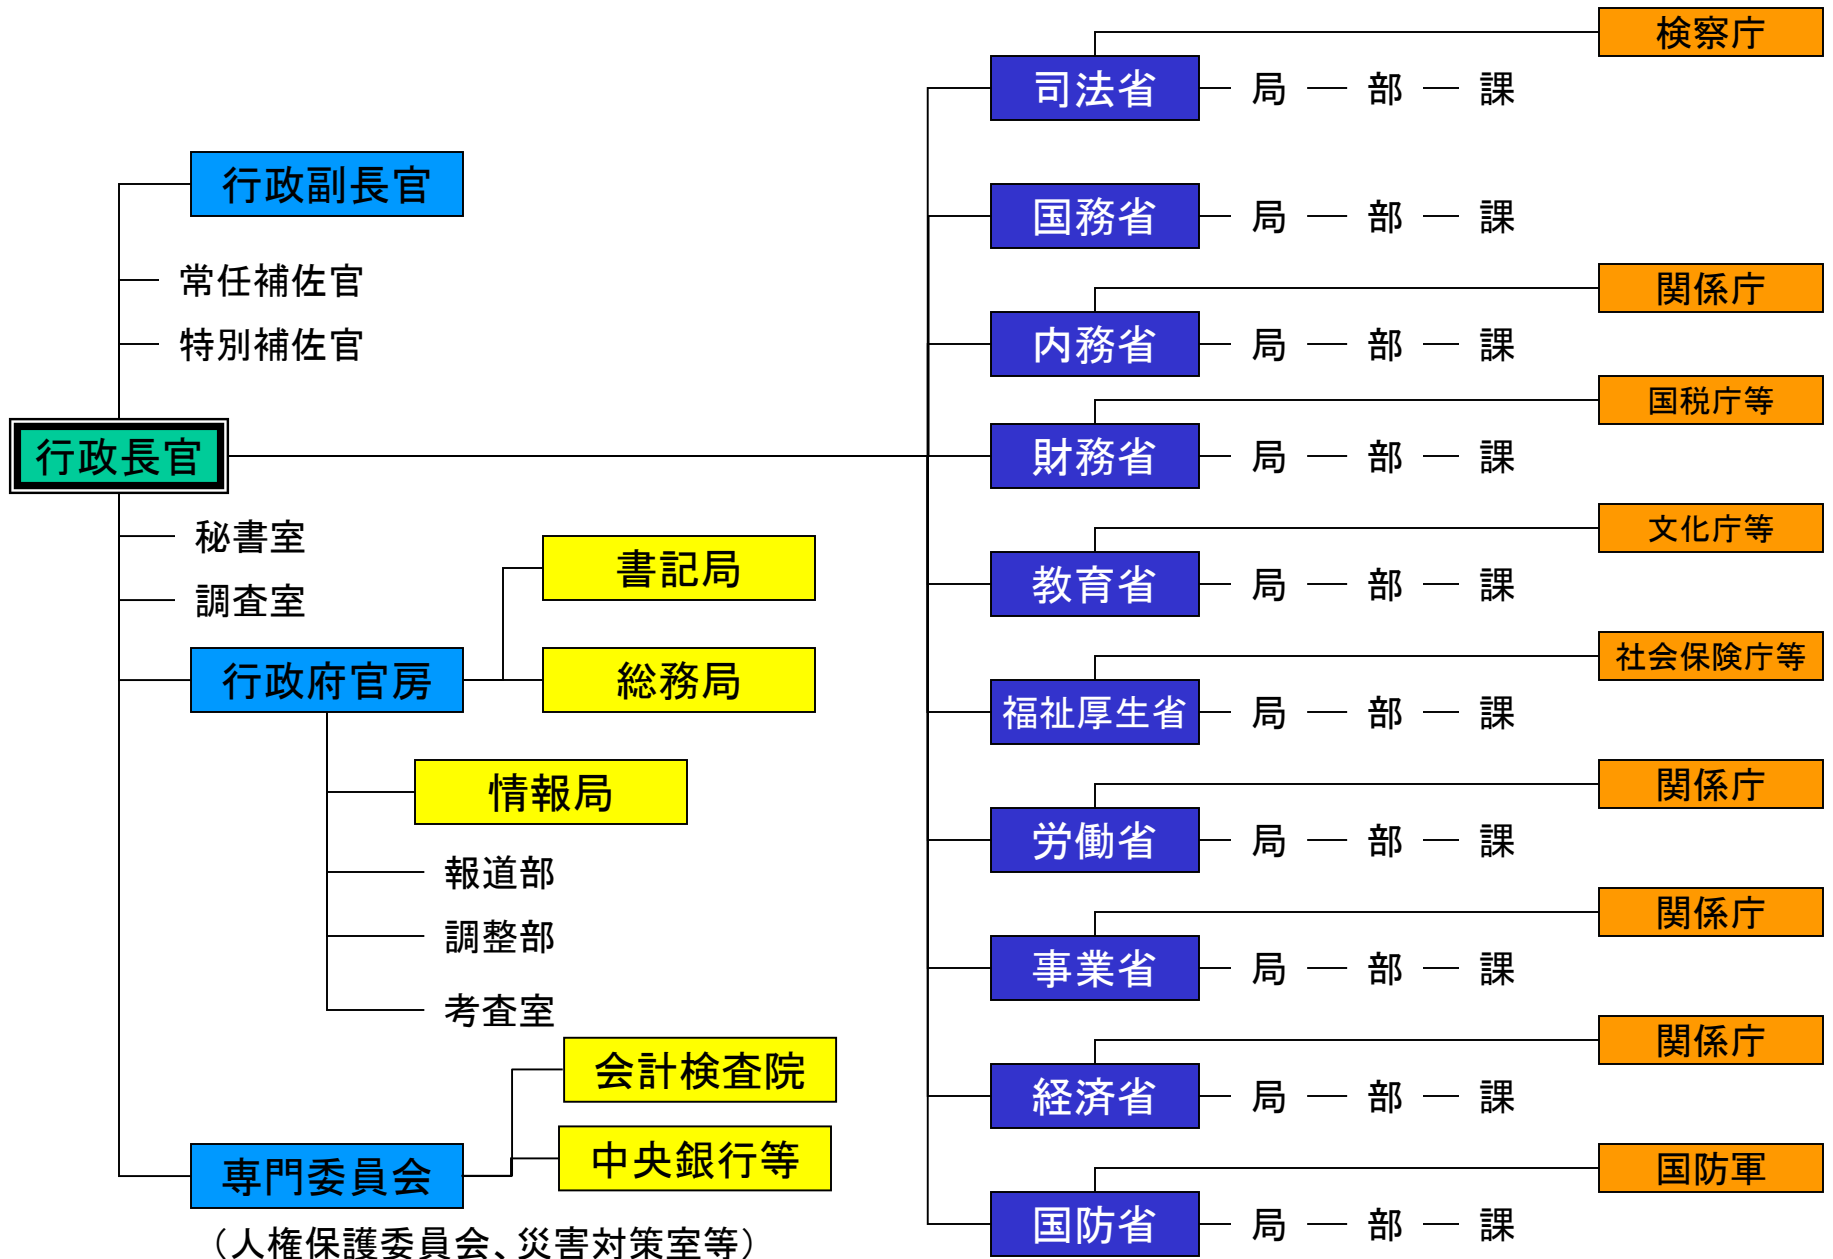 行政副長官
常任補佐官
特別補佐官
行政長官
秘書室
調査室
行政府官房
書記局
総務局
情報局
報道部
調整部
考査室
専門委員会
会計検査院
中央銀行等
（人権保護委員会、災害対策室等）
検察庁
司法省 ― 局 ― 部 ― 課
国務省 ― 局 ― 部 ― 課
関係庁
内務省 ― 局 ― 部 ― 課
国税庁等
財務省 ― 局 ― 部 ― 課
文化庁等
教育省 ― 局 ― 部 ― 課
社会保険庁等
福祉厚生省 ― 局 ― 部 ― 課
関係庁
労働省 ― 局 ― 部 ― 課
関係庁
事業省 ― 局 ― 部 ― 課
関係庁
経済省 ― 局 ― 部 ― 課
国防軍
国防省 ― 局 ― 部 ― 課